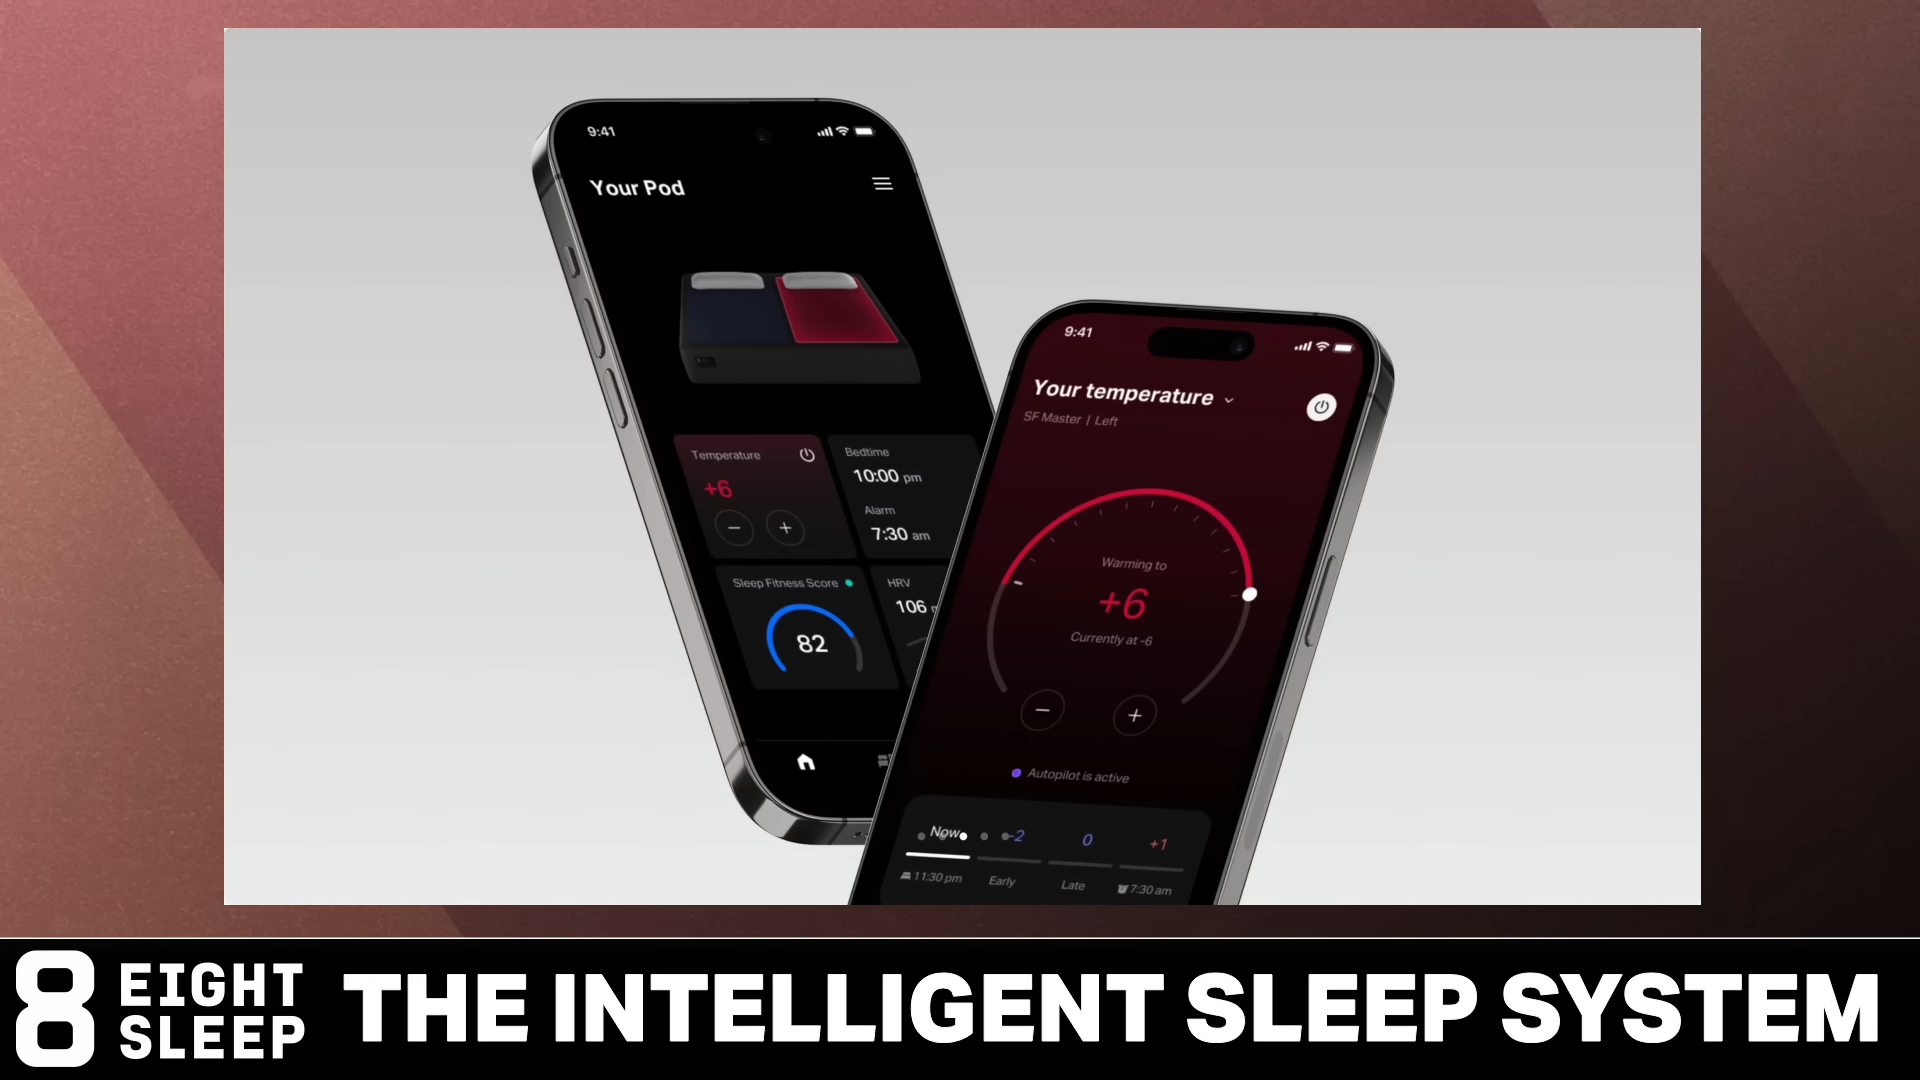 9:41
Your Pod
Temperature
+6
Bedtime
10:00 pm
Alarm
7:30 am
Sleep Fitness Score
82
HRV
106
9:41
Your temperature
SF Master | Left
Warming to
+6
Currently at -6
Autopilot is active
Now -2 0 +1
11:30 pm Early Late 7:30 am
8 EIGHT SLEEP
THE INTELLIGENT SLEEP SYSTEM